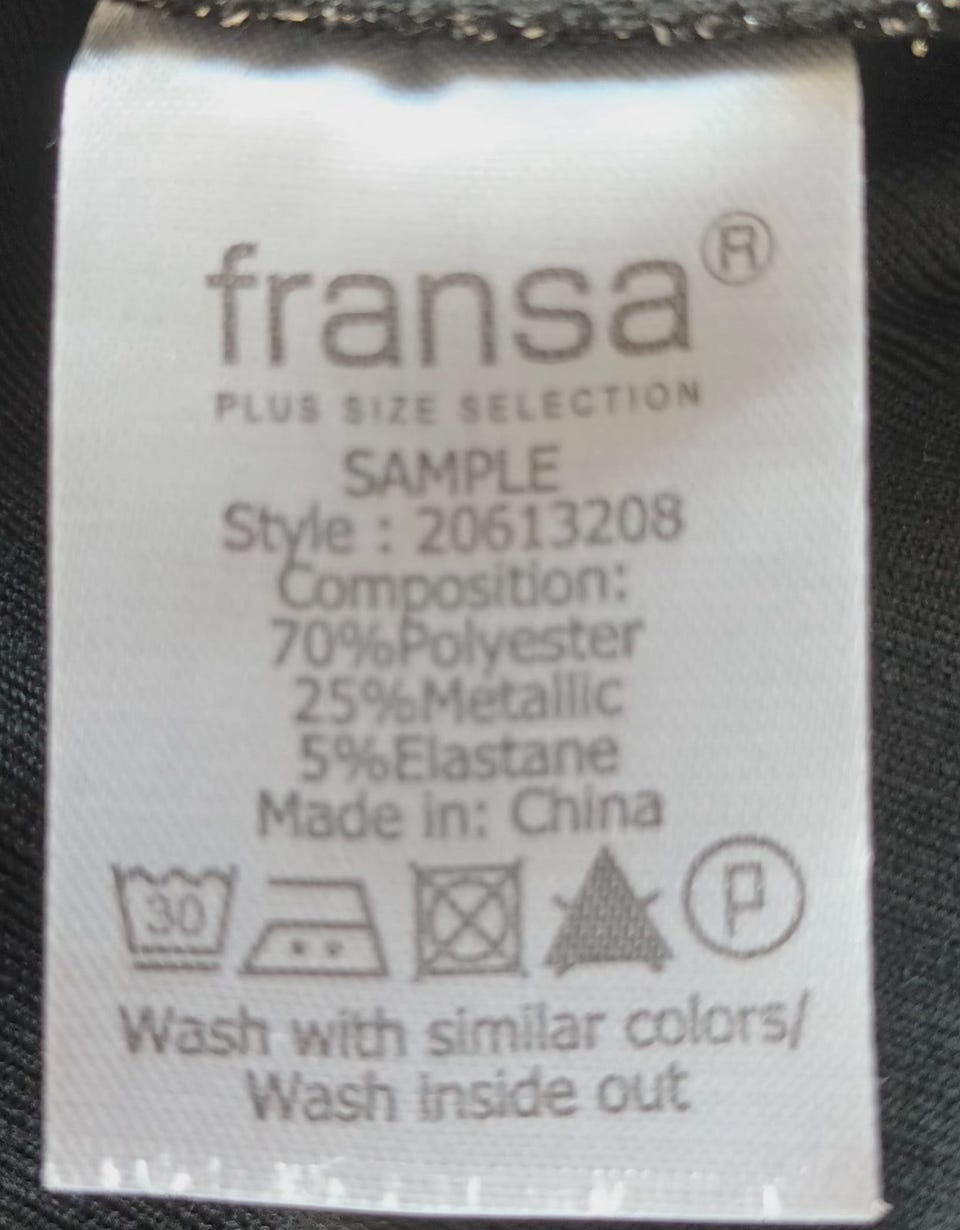 fransa®
PLUS SIZE SELECTION
SAMPLE
Style : 20613208
Composition:
70%Polyester
25%Metallic
5%Elastane
Made in: China
30 P
Wash with similar colors/
Wash inside out